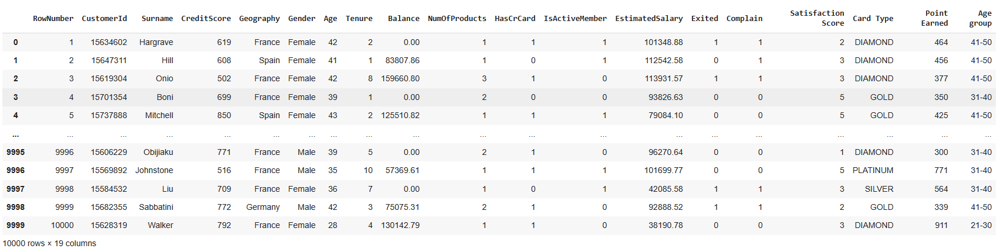 RowNumber CustomerId Surname CreditScore Geography Gender Age Tenure Balance NumOfProducts HasCrCard IsActiveMember EstimatedSalary Exited Complain Satisfaction Score Card Type Point Earned Age group
0 1 15634602 Hargrave 619 France Female 42 2 0.00 1 1 1 101348.88 1 1 2 DIAMOND 464 41-50
1 2 15647311 Hill 608 Spain Female 41 1 83807.86 1 0 1 112542.58 0 1 3 DIAMOND 456 41-50
2 3 15619304 Onio 502 France Female 42 8 159660.80 3 1 0 113931.57 1 1 3 DIAMOND 377 41-50
3 4 15701354 Boni 699 France Female 39 1 0.00 2 0 0 93826.63 0 0 5 GOLD 350 31-40
4 5 15737888 Mitchell 850 Spain Female 43 2 125510.82 1 1 1 79084.10 0 0 5 GOLD 425 41-50
... ... ... ... ... ... ... ... ... ... ... ... ... ... ... ... ... ... ... ...
9995 9996 15606229 Obijiaku 771 France Male 39 5 0.00 2 1 0 96270.64 0 0 1 DIAMOND 300 31-40
9996 9997 15569892 Johnstone 516 France Male 35 10 57369.61 1 1 1 101699.77 0 0 5 PLATINUM 771 31-40
9997 9998 15584532 Liu 709 France Female 36 7 0.00 1 0 1 42085.58 1 1 3 SILVER 564 31-40
9998 9999 15682355 Sabbatini 772 Germany Male 42 3 75075.31 2 1 0 92888.52 1 1 2 GOLD 339 41-50
9999 10000 15628319 Walker 792 France Female 28 4 130142.79 1 1 0 38190.78 0 0 3 DIAMOND 911 21-30
10000 rows × 19 columns